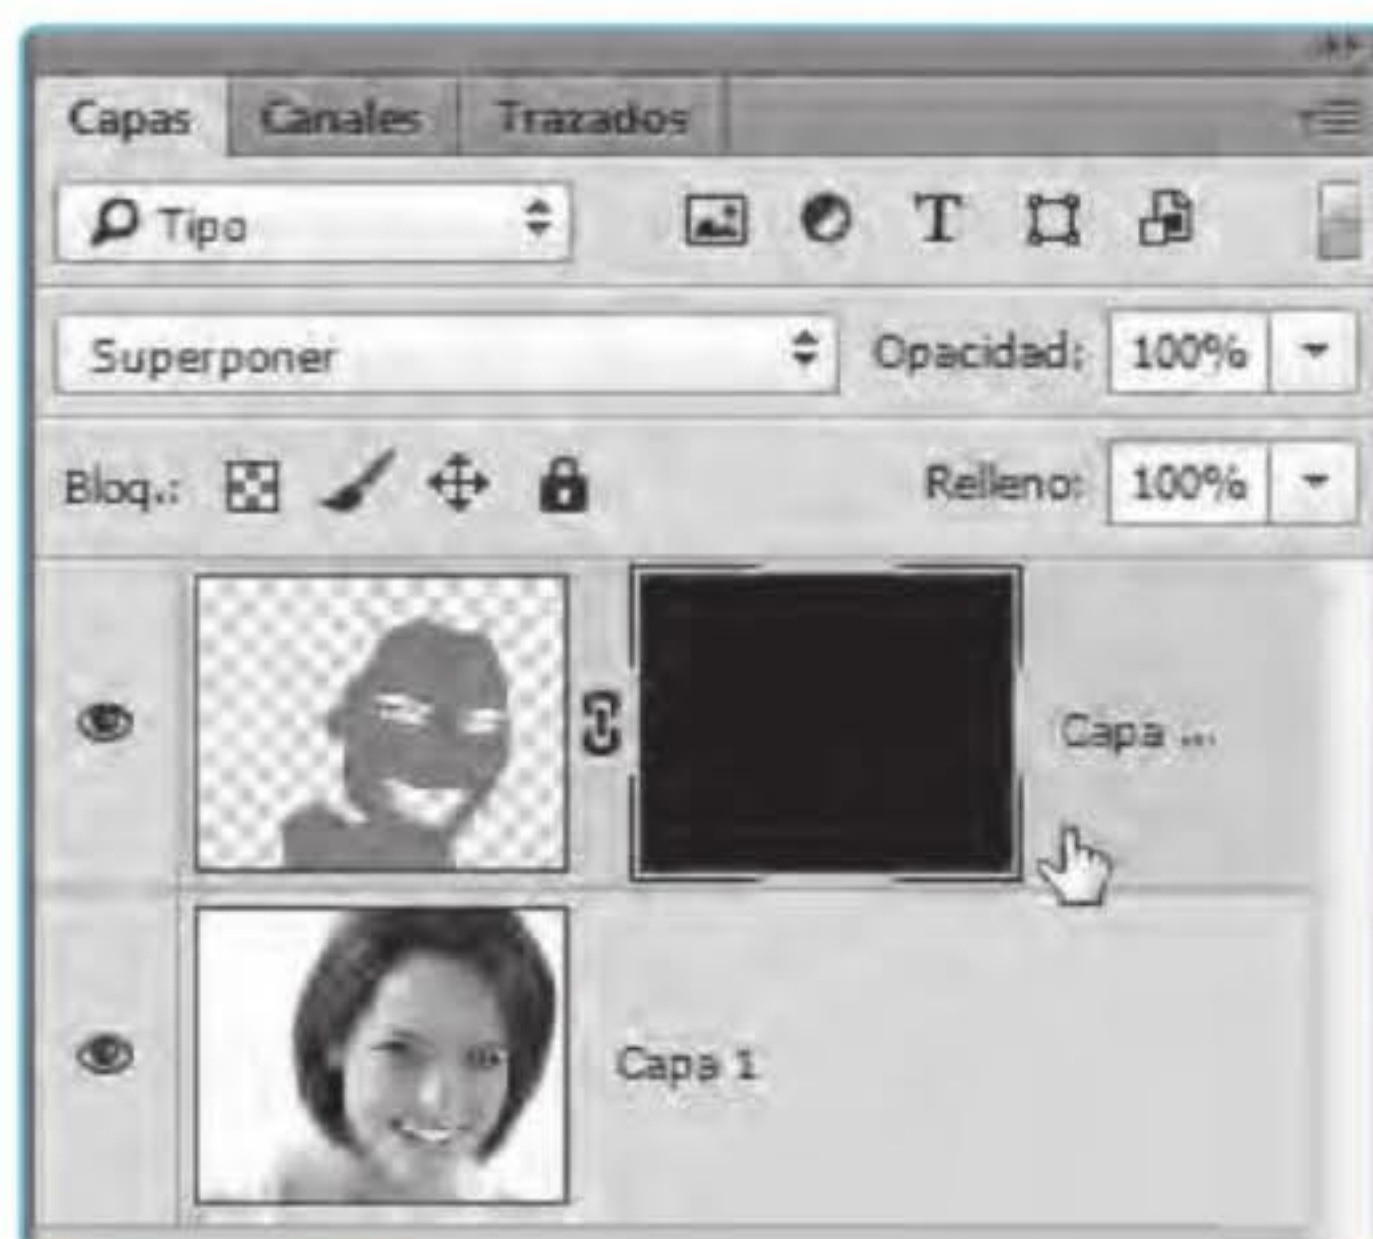 Capas Canales Trazados
Tipo
Superponer Opacidad: 100%
Bloq.: Relleno: 100%
Capa ...
Capa 1